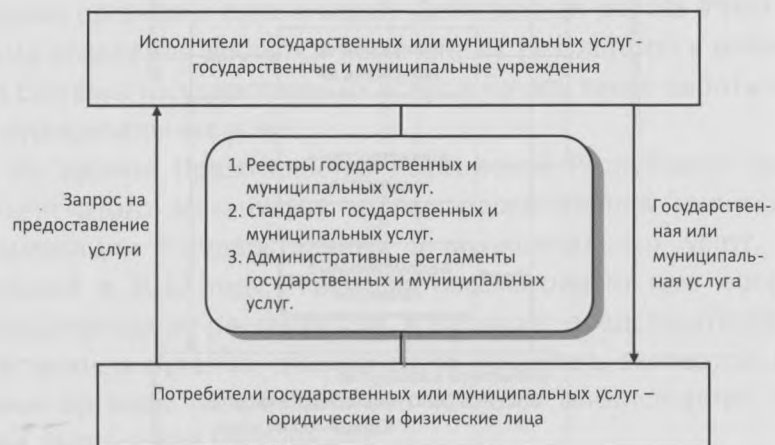 Исполнители государственных или муниципальных услуг –
государственные и муниципальные учреждения
Запрос на
предоставление
услуги
1. Реестры государственных и
муниципальных услуг.
2. Стандарты государственных и
муниципальных услуг.
3. Административные регламенты
государственных и муниципальных
услуг.
Государствен-
ная или
муниципаль-
ная услуга
Потребители государственных или муниципальных услуг –
юридические и физические лица